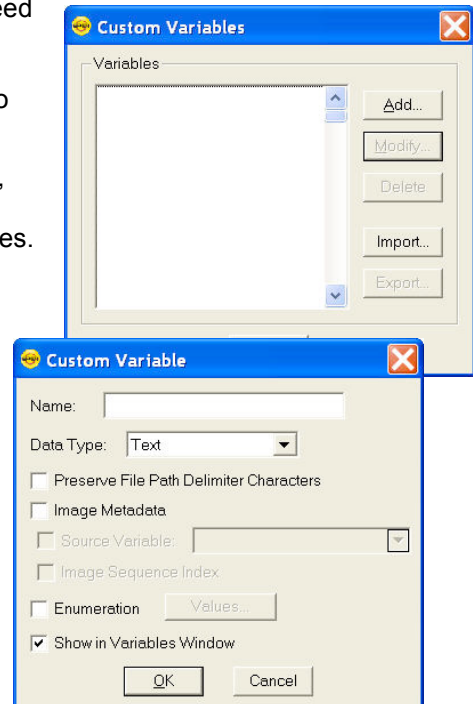 eed
o
,
es.
Custom Variables
Variables
Add...
Modify...
Delete
Import...
Export...
Custom Variable
Name:
Data Type: Text
Preserve File Path Delimiter Characters
Image Metadata
Source Variable:
Image Sequence Index
Enumeration Values...
Show in Variables Window
OK Cancel